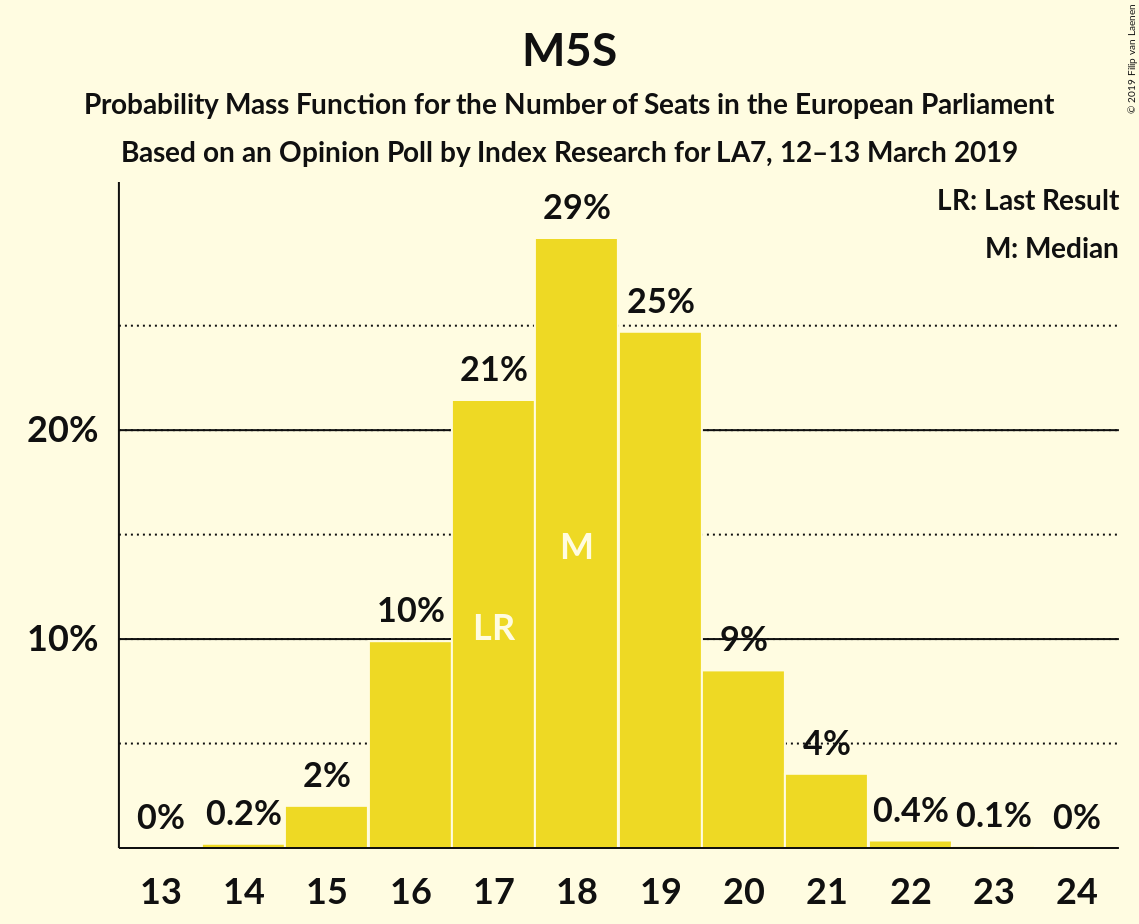 M5S
Probability Mass Function for the Number of Seats in the European Parliament
Based on an Opinion Poll by Index Research for LA7, 12–13 March 2019
© 2019 Filip van Laenen
LR: Last Result
M: Median
29%
25%
21%
20%
M
10%
LR
10%
9%
4%
2%
0%
0.2%
0.4%
0.1%
0%
13 14 15 16 17 18 19 20 21 22 23 24